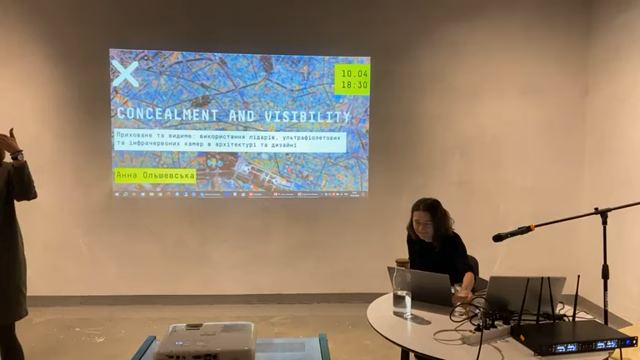 10.04
18:30
CONCEALMENT AND VISIBILITY
Приховане та видиме: використання лідарів, ультрафіолетових
та інфрачервоних камер в архітектурі та дизайні
Анна Ольшевська